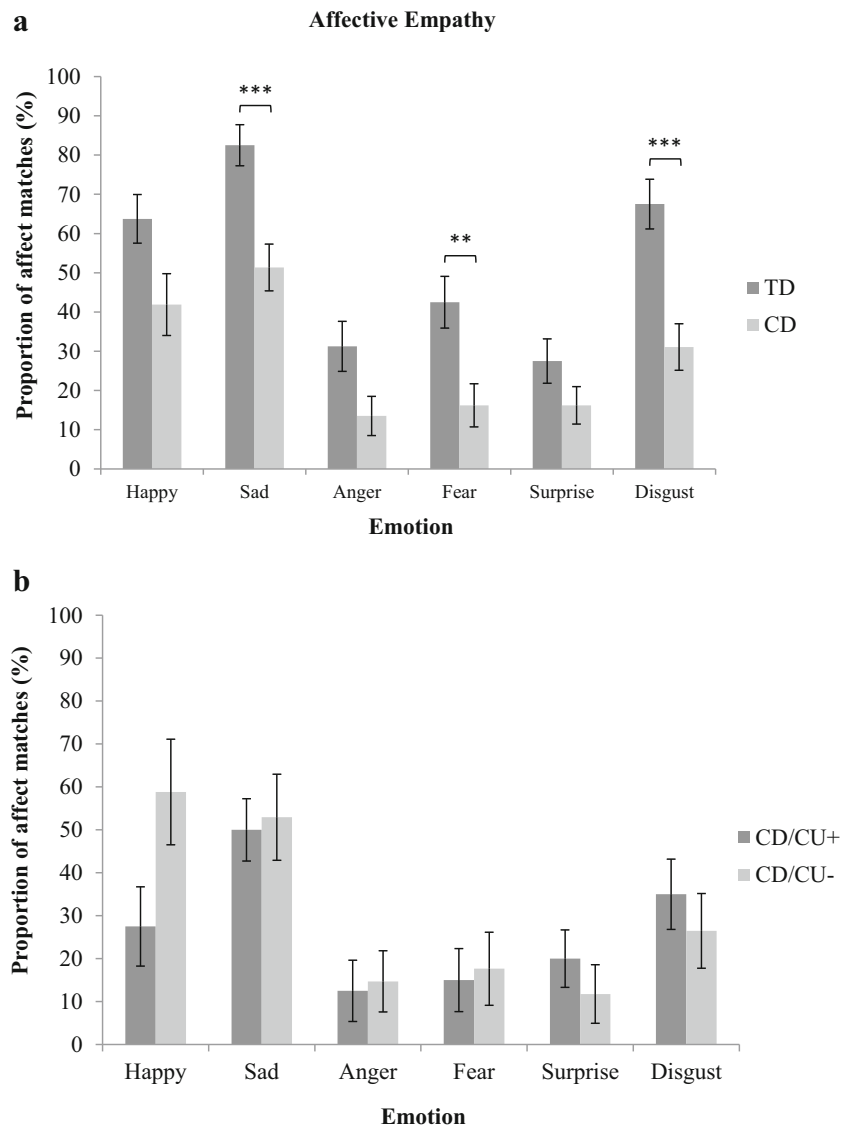 a
Affective Empathy
Proportion of affect matches (%)
100
90
80
70
60
50
40
30
20
10
0
***
**
***
TD
CD
Happy Sad Anger Fear Surprise Disgust
Emotion
b
Proportion of affect matches (%)
100
90
80
70
60
50
40
30
20
10
0
CD/CU+
CD/CU-
Happy Sad Anger Fear Surprise Disgust
Emotion